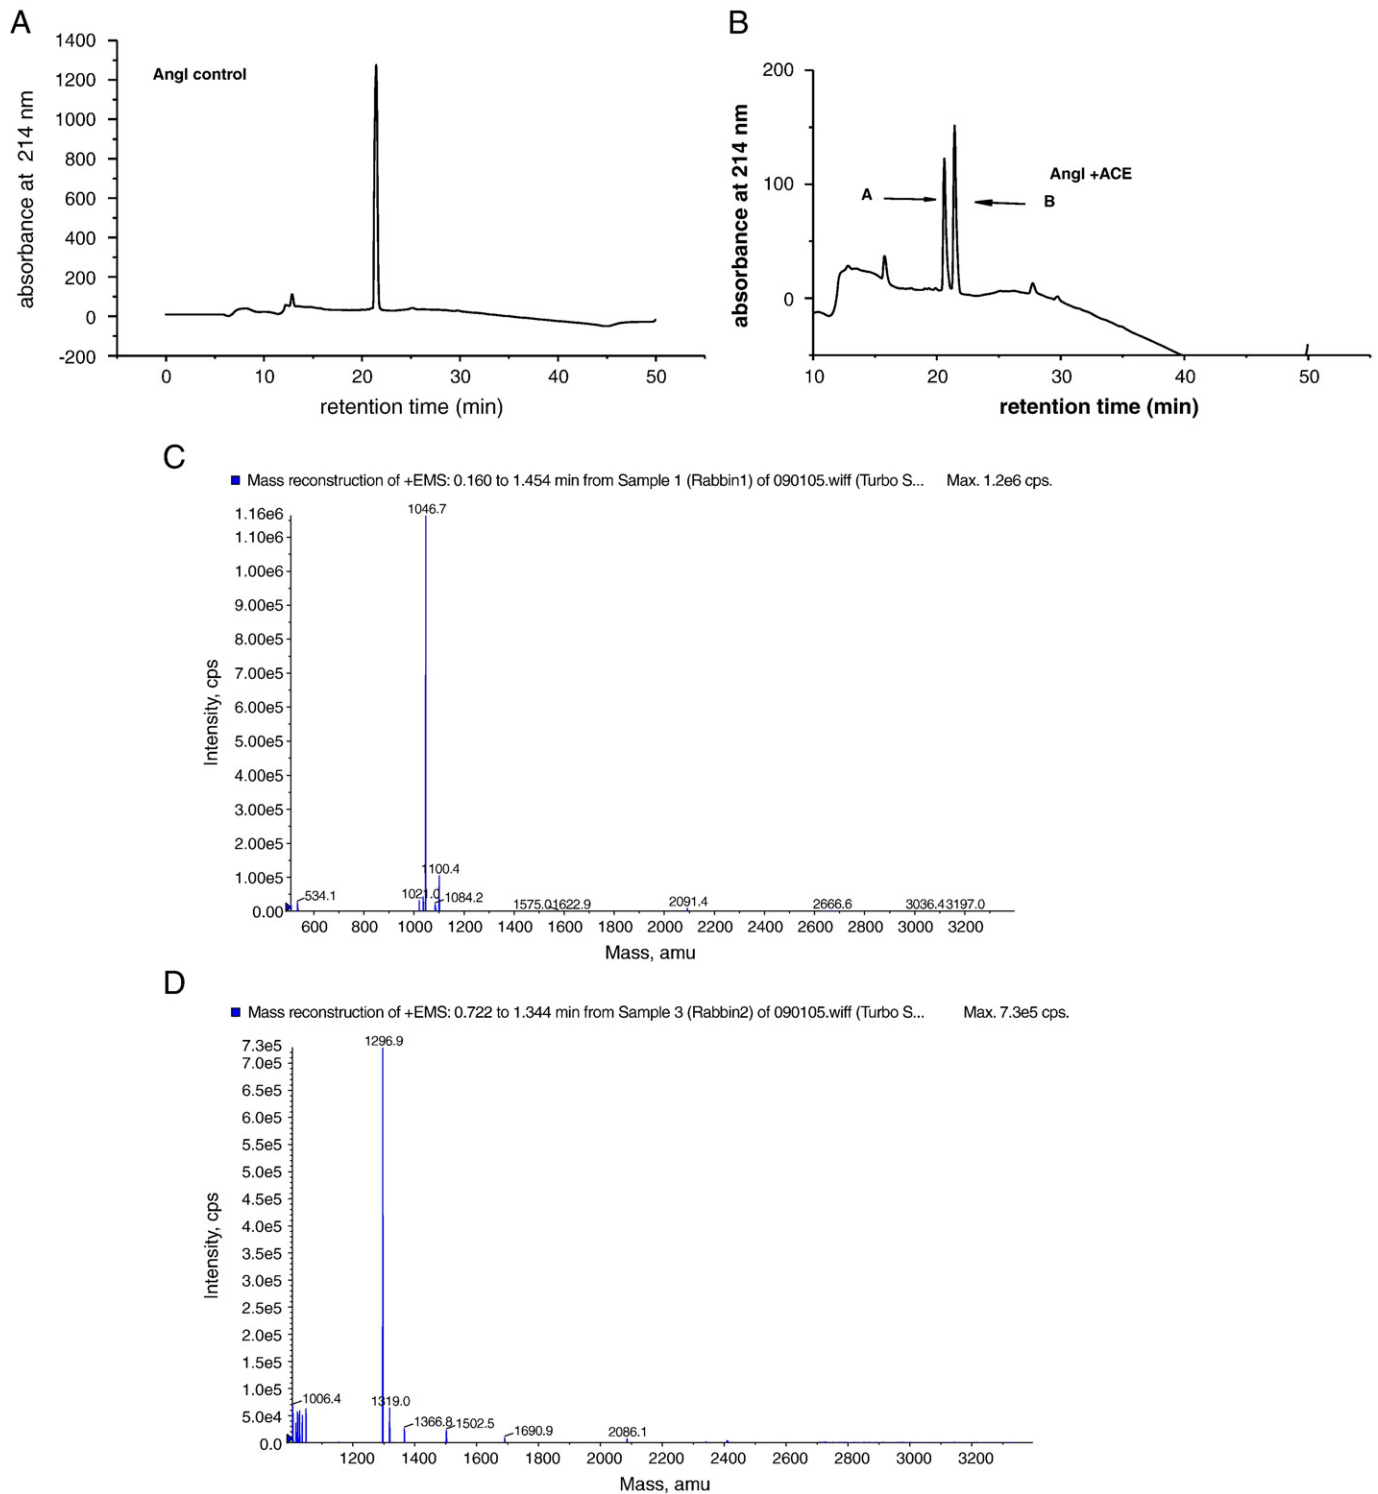 A
1400
1200
1000
800
600
400
200
0
-200
absorbance at 214 nm
AngI control
0 10 20 30 40 50
retention time (min)
B
200
100
0
absorbance at 214 nm
AngI +ACE
A
B
10 20 30 40 50
retention time (min)
C
Mass reconstruction of +EMS: 0.160 to 1.454 min from Sample 1 (Rabbin1) of 090105.wiff (Turbo S... Max. 1.2e6 cps.
1046.7
1.16e6
1.10e6
1.00e6
9.00e5
8.00e5
7.00e5
6.00e5
5.00e5
4.00e5
3.00e5
2.00e5
1.00e5
0.00
Intensity, cps
1100.4
534.1 1021.0 1084.2 1575.0 1622.9 2091.4 2666.6 3036.4 3197.0
600 800 1000 1200 1400 1600 1800 2000 2200 2400 2600 2800 3000 3200
Mass, amu
D
Mass reconstruction of +EMS: 0.722 to 1.344 min from Sample 3 (Rabbin2) of 090105.wiff (Turbo S... Max. 7.3e5 cps.
1296.9
7.3e5
7.0e5
6.5e5
6.0e5
5.5e5
5.0e5
4.5e5
4.0e5
3.5e5
3.0e5
2.5e5
2.0e5
1.5e5
1.0e5
5.0e4
0.0
Intensity, cps
1006.4 1319.0
1366.8 1502.5 1690.9 2086.1
1200 1400 1600 1800 2000 2200 2400 2600 2800 3000 3200
Mass, amu